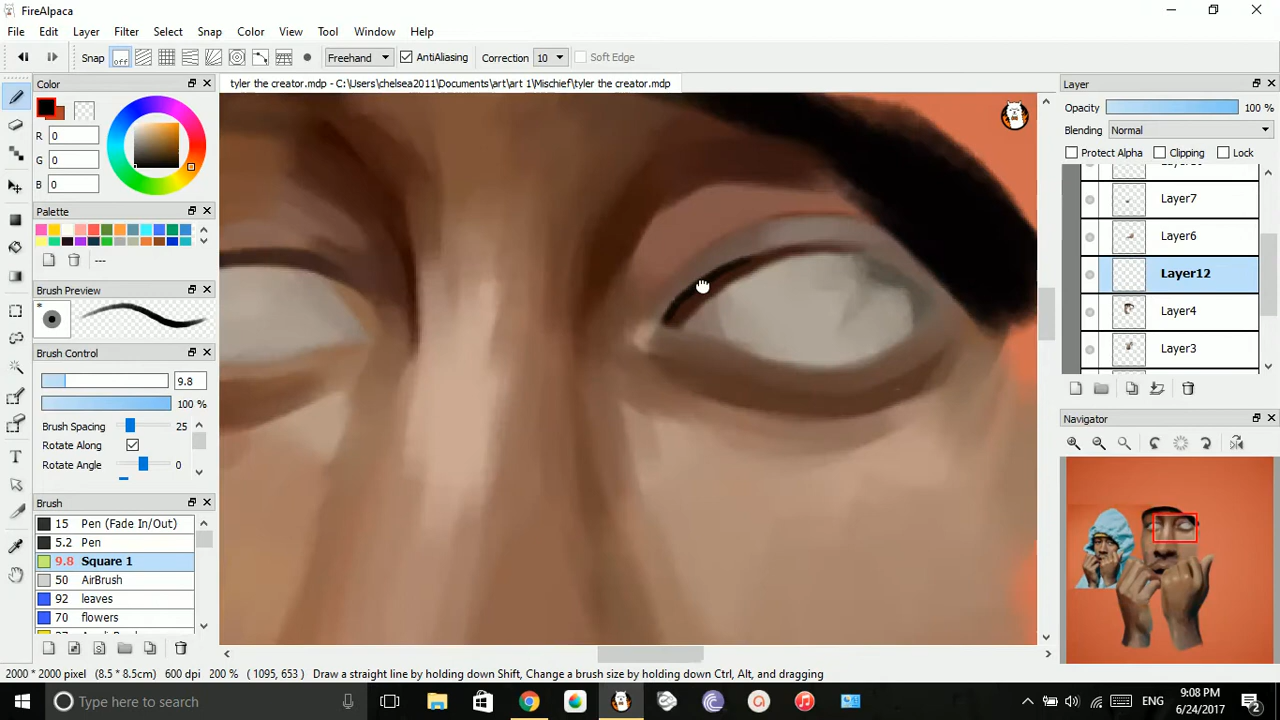 FireAlpaca
File Edit Layer Filter Select Snap Color View Tool Window Help
Snap off Freehand AntiAliasing Correction 10 Soft Edge
Color
tyler the creator.mdp - C:\Users\chelsea2011\Documents\art\art 1\Mischief\tyler the creator.mdp
Layer
Opacity 100 %
R 0
Blending Normal
G 0
Protect Alpha Clipping Lock
B 0
Palette
Layer7
Layer6
---
Layer12
Brush Preview
Layer4
Brush Control
Layer3
9.8
100 %
Brush Spacing 25
Navigator
Rotate Along
Rotate Angle 0
Brush
15 Pen (Fade In/Out)
5.2 Pen
9.8 Square 1
50 AirBrush
92 leaves
70 flowers
2000 * 2000 pixel (8.5 * 8.5cm) 600 dpi 200 % ( 1095, 653 ) Draw a straight line by holding down Shift, Change a brush size by holding down Ctrl, Alt, and dragging
Type here to search
ENG
9:08 PM
6/24/2017
2